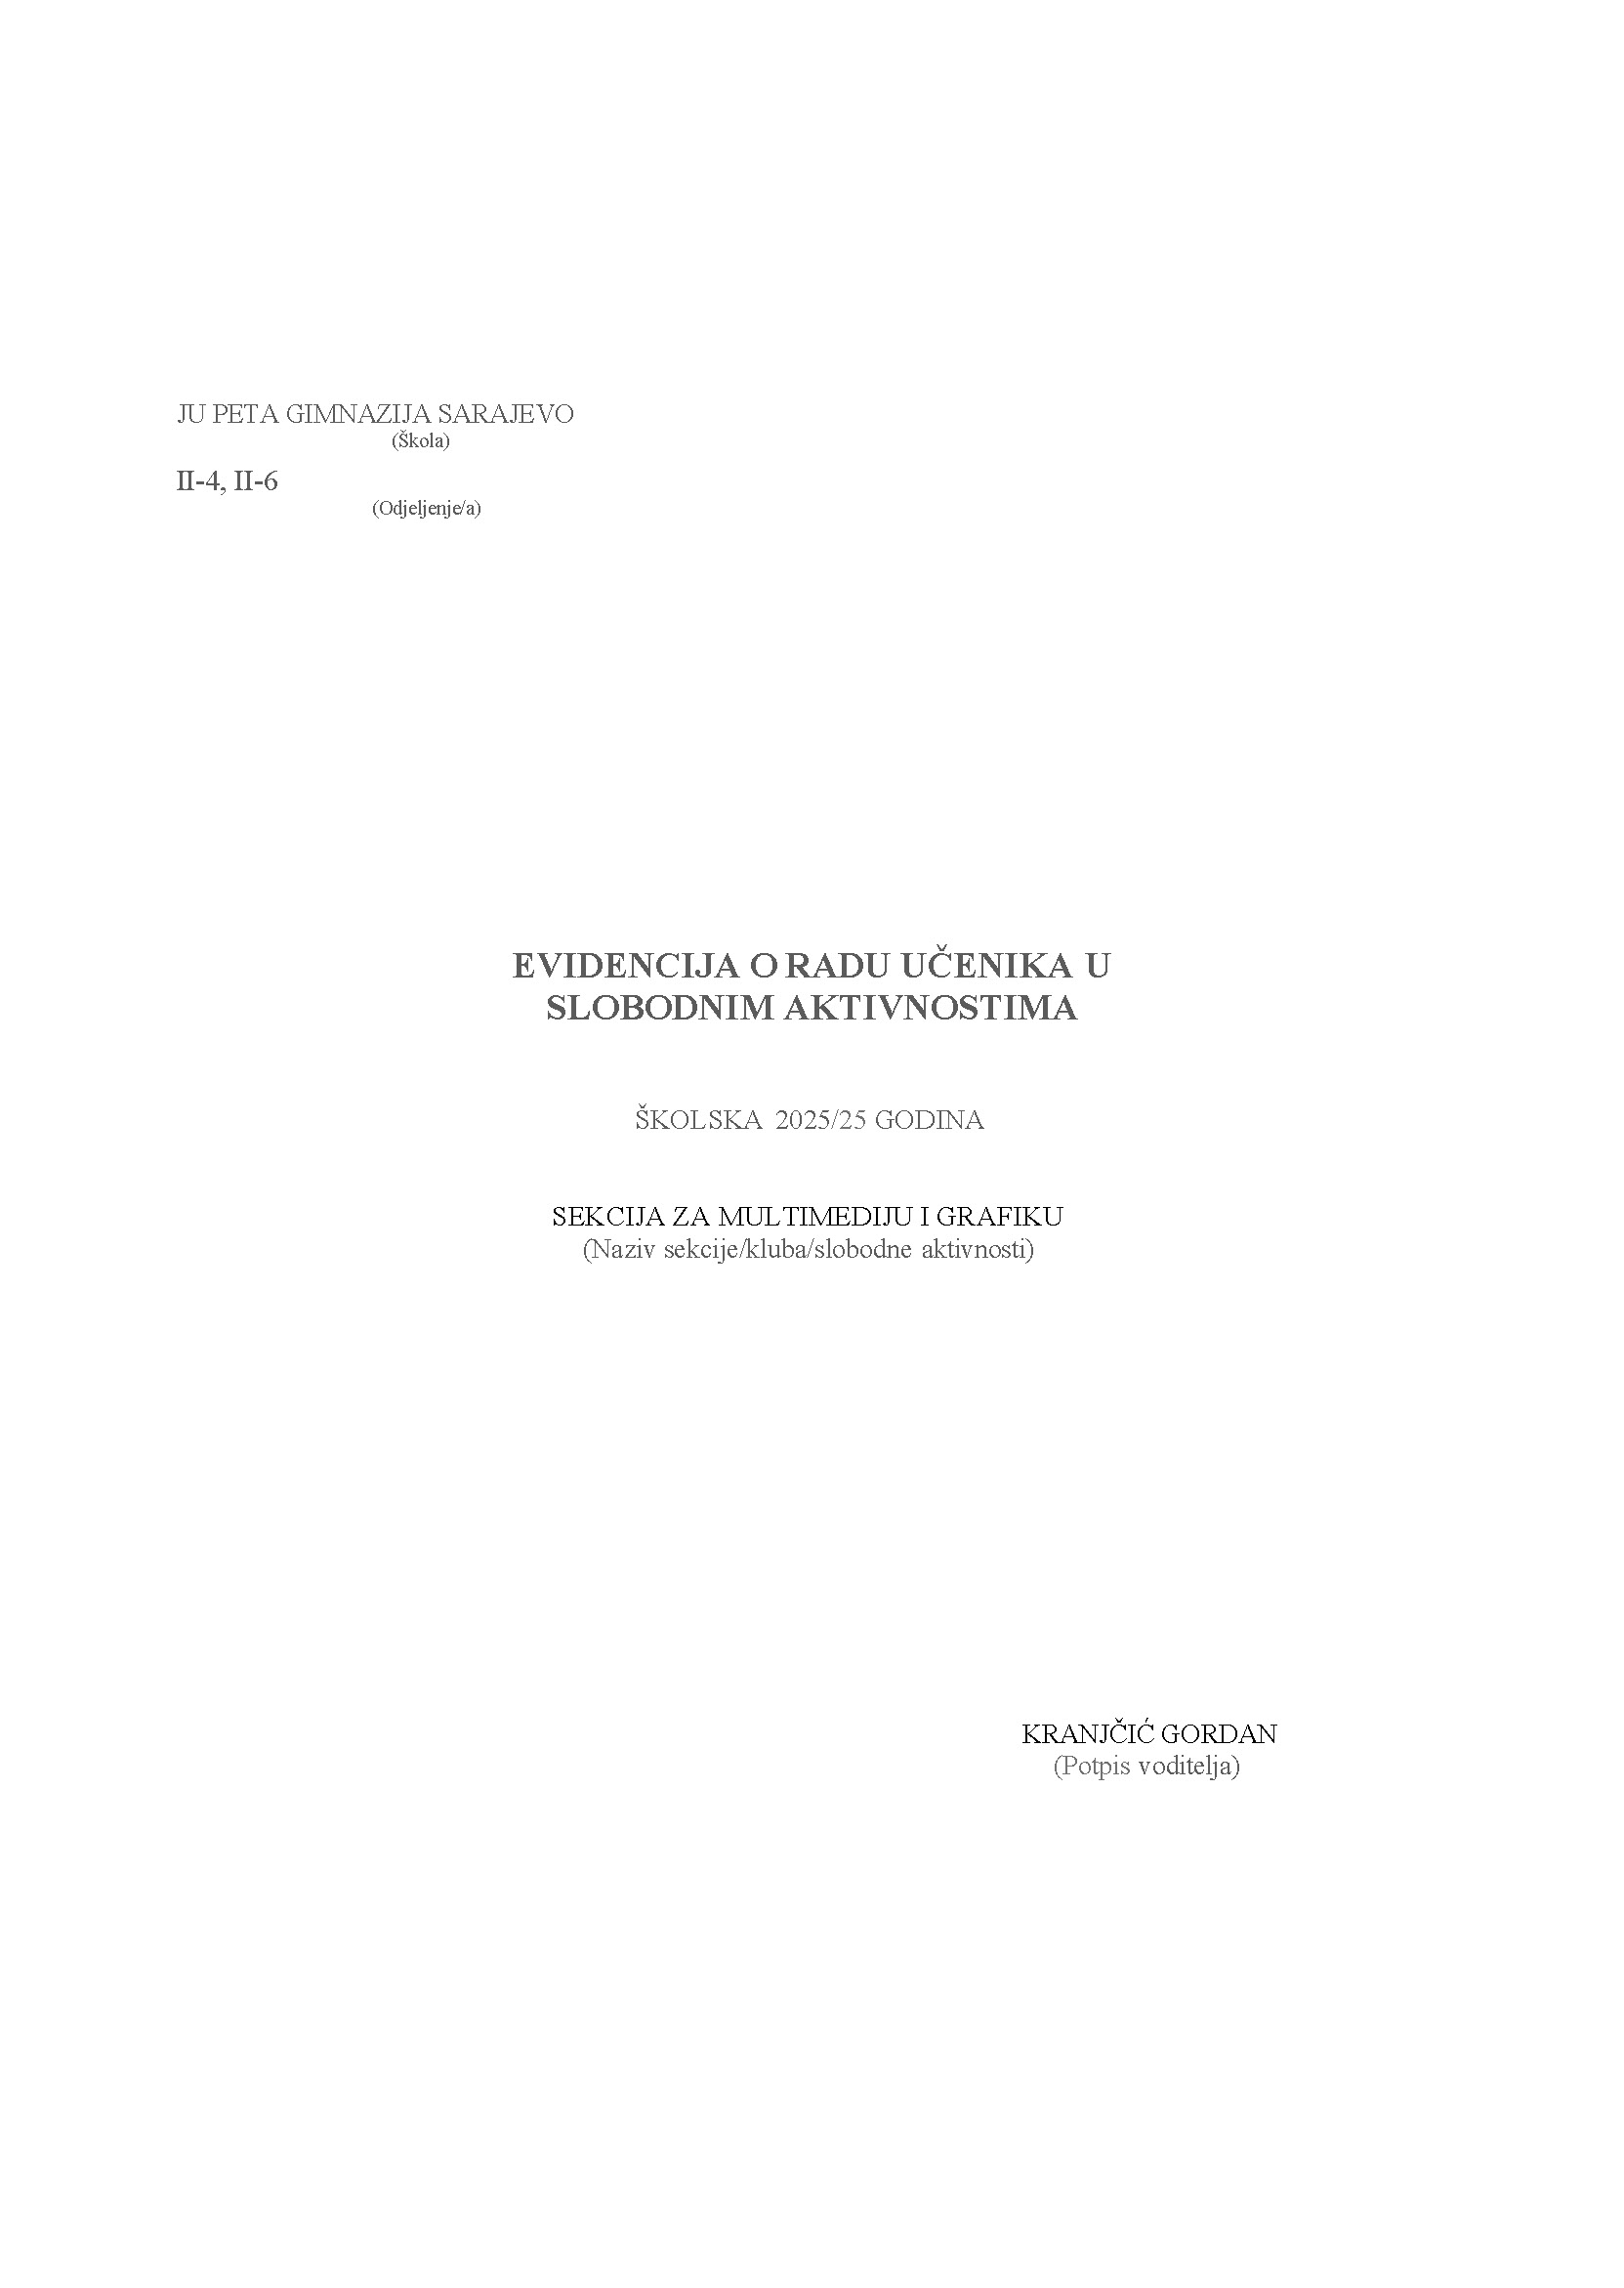 JU PETA GIMNAZIJA SARAJEVO
(Škola)
II-4, II-6
(Odjeljenje/a)
EVIDENCIJA O RADU UČENIKA U
SLOBODNIM AKTIVNOSTIMA
ŠKOLSKA 2025/25 GODINA
SEKCIJA ZA MULTIMEDIJU I GRAFIKU
(Naziv sekcije/kluba/slobodne aktivnosti)
KRANJČIĆ GORDAN
(Potpis voditelja)